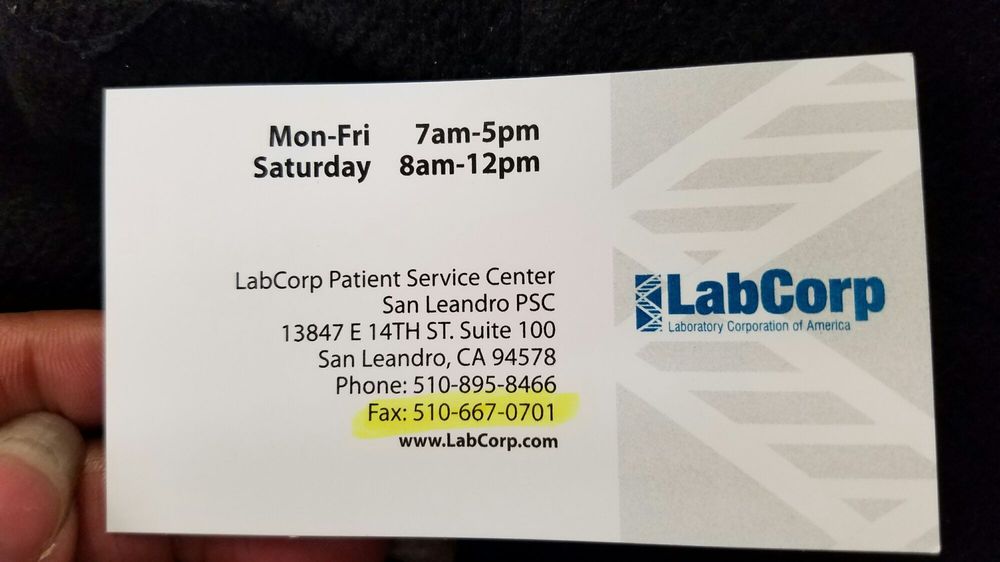 Mon-Fri 7am-5pm
Saturday 8am-12pm
LabCorp Patient Service Center
San Leandro PSC
13847 E 14TH ST. Suite 100
San Leandro, CA 94578
Phone: 510-895-8466
Fax: 510-667-0701
www.LabCorp.com
LabCorp
Laboratory Corporation of America